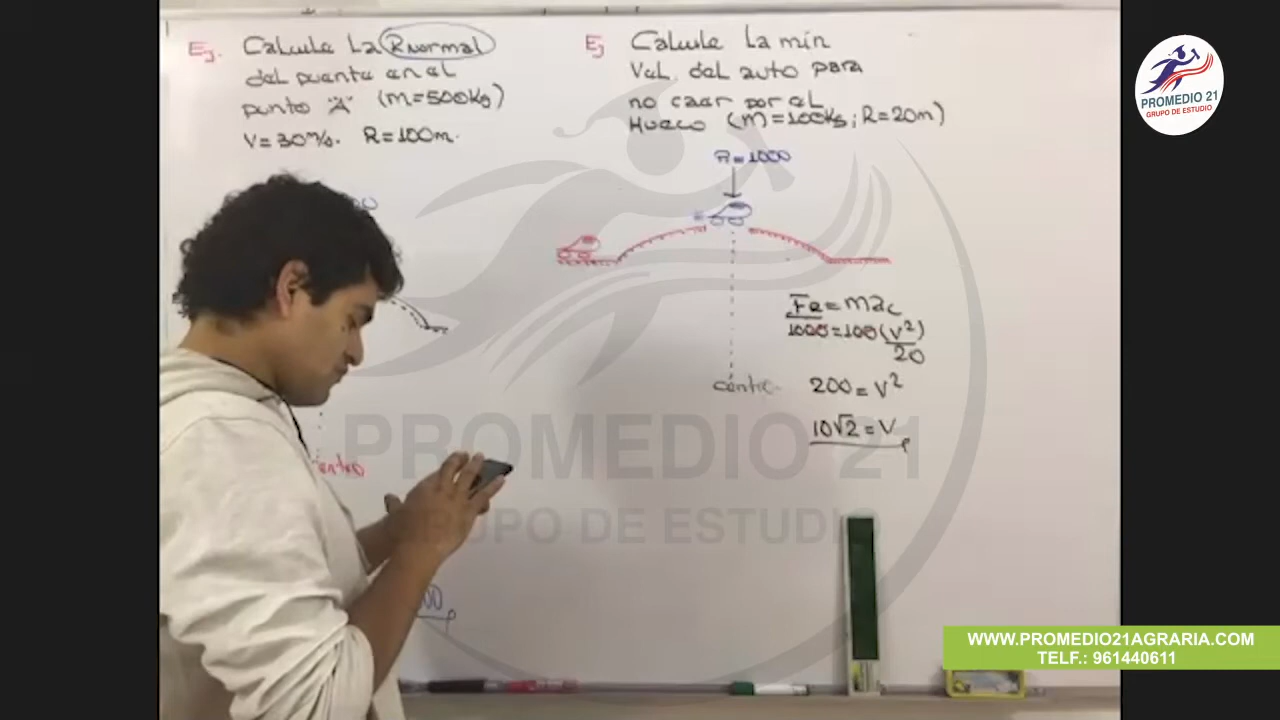 Ej. Calcule La Rnormal
del puente en el
punto "A" (m=500Kg)
V=30m/s. R=100m.
Ej Calcule La min
Vel. del auto para
no caer por el
Hueco (m=100Kg; R=20m)
R=1000
centro
Fc=mac
1000=100(V²)
20
centro
200=V²
10√2=V
PROMEDIO 21
GRUPO DE ESTUDIO
PROMEDIO 21
GRUPO DE ESTUDIO
WWW.PROMEDIO21AGRARIA.COM
TELF.: 961440611